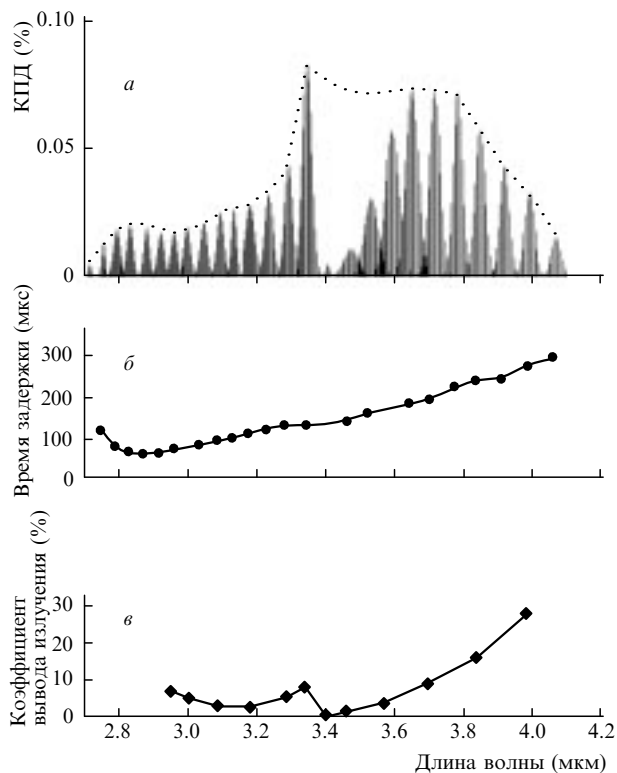 КПД (%)
0.10
0.05
0
а
Время задержки (мкс)
300
200
100
0
б
Коэффициент
вывода излучения (%)
30
20
10
0
в
2.8 3.0 3.2 3.4 3.6 3.8 4.0 4.2
Длина волны (мкм)